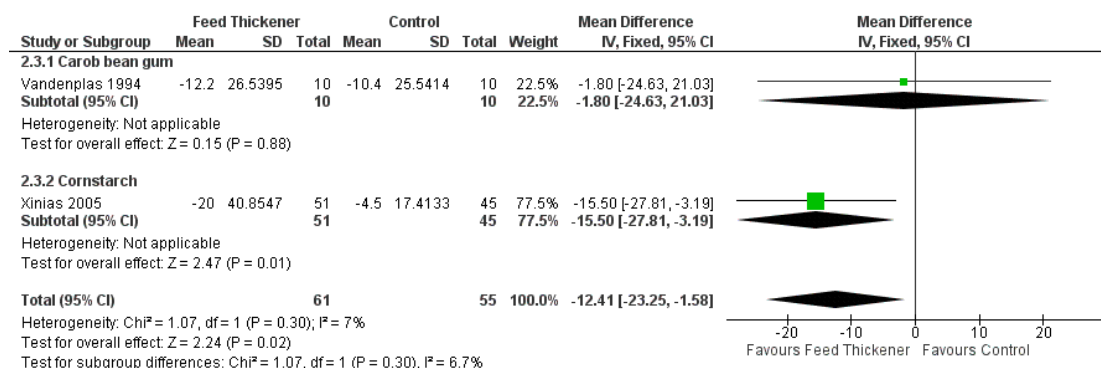 Feed Thickener Control Mean Difference Mean Difference
Study or Subgroup Mean SD Total Mean SD Total Weight IV, Fixed, 95% CI IV, Fixed, 95% CI
2.3.1 Carob bean gum
Vandenplas 1994 -12.2 26.5395 10 -10.4 25.5414 10 22.5% -1.80 [-24.63, 21.03]
Subtotal (95% CI) 10 10 22.5% -1.80 [-24.63, 21.03]
Heterogeneity: Not applicable
Test for overall effect: Z = 0.15 (P = 0.88)
2.3.2 Cornstarch
Xinias 2005 -20 40.8547 51 -4.5 17.4133 45 77.5% -15.50 [-27.81, -3.19]
Subtotal (95% CI) 51 45 77.5% -15.50 [-27.81, -3.19]
Heterogeneity: Not applicable
Test for overall effect: Z = 2.47 (P = 0.01)
Total (95% CI) 61 55 100.0% -12.41 [-23.25, -1.58]
Heterogeneity: Chi² = 1.07, df = 1 (P = 0.30); I² = 7%
Test for overall effect: Z = 2.24 (P = 0.02)
Test for subgroup differences: Chi² = 1.07, df = 1 (P = 0.30), I² = 6.7%
-20 -10 0 10 20
Favours Feed Thickener Favours Control